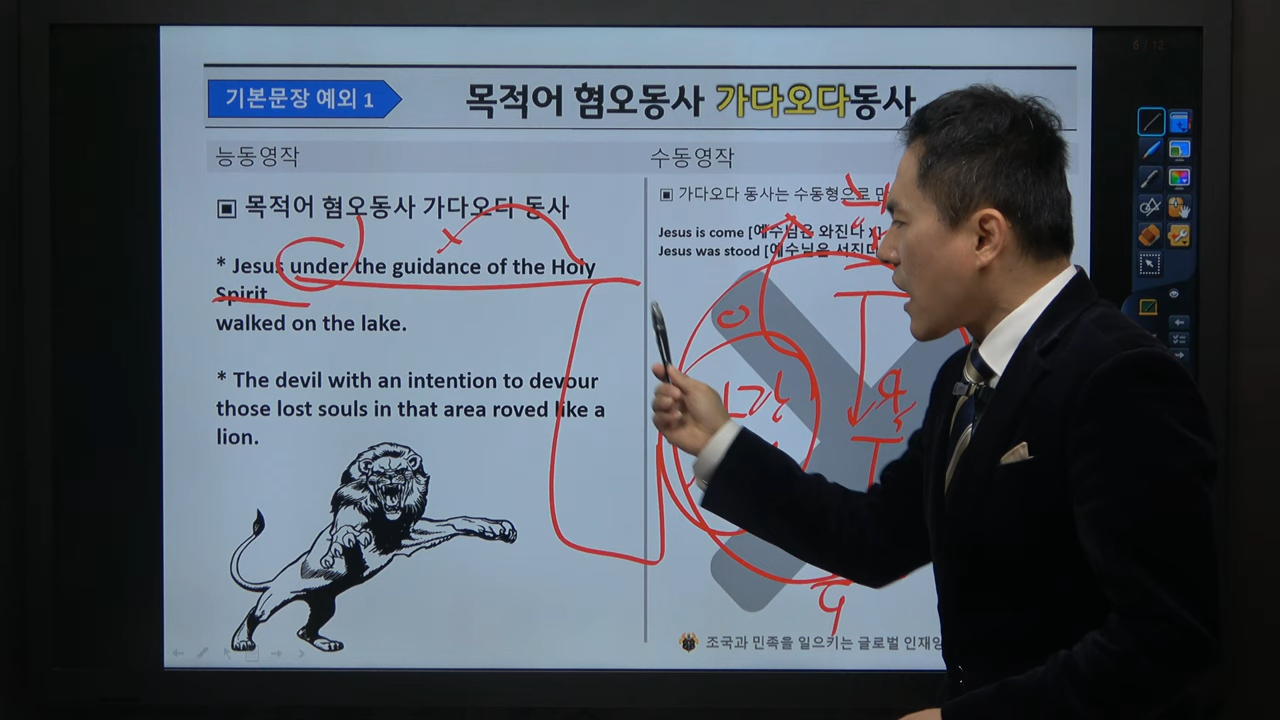 6 / 12
기본문장 예외 1
목적어 혐오동사 가다오다동사
능동영작
수동영작
▣ 목적어 혐오동사 가다오다 동사
* Jesus under the guidance of the Holy
Spirit
walked on the lake.
* The devil with an intention to devour
those lost souls in that area roved like a
lion.
▣ 가다오다 동사는 수동형으로
Jesus is come [예수님은 와진다 x]
Jesus was stood [예수님은 서진다
조국과 민족을 일으키는 글로벌 인재양